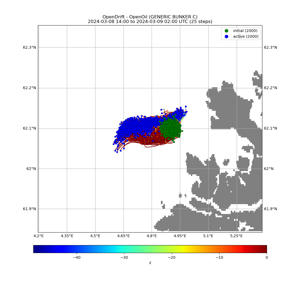 OpenDrift - OpenOil (GENERIC BUNKER C)
2024-03-08 14:00 to 2024-03-09 02:00 UTC (25 steps)
initial (2000)
active (2000)
62.3°N 62.3°N
62.2°N 62.2°N
62.1°N 62.1°N
62°N 62°N
61.9°N 61.9°N
4.2°E 4.35°E 4.5°E 4.65°E 4.8°E 4.95°E 5.1°E 5.25°E
−40 −30 −20 −10 0
z